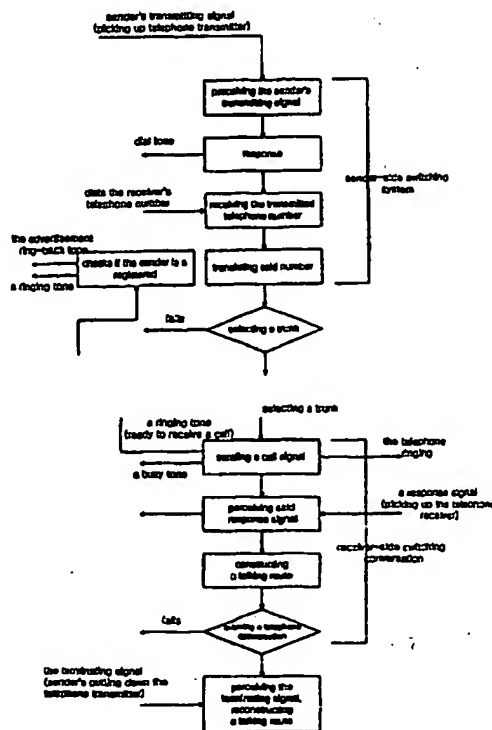 sender's transmitting signal
(picking up telephone transmitter)
perceiving the sender's
transmitting signal
dial tone
Response
sender-side switching
system
dials the receiver's
telephone number
receiving the transmitted
telephone number
the advertisement
ring-back tone
checks if the sender is a
registered
translating said number
a ringing tone
fails
selecting a trunk
selecting a trunk
a ringing tone
(ready to receive a call)
sending a call signal
the telephone
ringing
a busy tone
a response signal
(picking up the telephone
receiver)
perceiving said
response signal
receiver-side switching
conversation
constructing
a talking route
fails
a telephone
conversation
the terminating signal
(sender's putting down the
telephone transmitter)
perceiving the
terminating signal,
reconstructing
a talking route